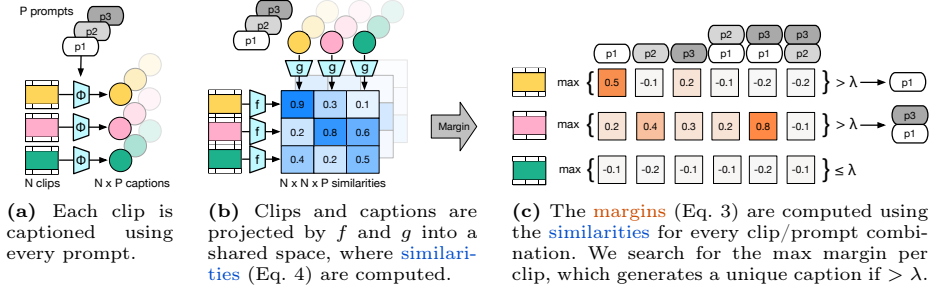 P prompts
p3
p2
p1
Φ
Φ
Φ
N clips
N x P captions
(a) Each clip is
captioned using
every prompt.
p3
p2
p1
g
g
g
f
f
f
0.9 0.3 0.1
0.2 0.8 0.6
0.4 0.2 0.5
N x N x P similarities
(b) Clips and captions are
projected by f and g into a
shared space, where similari-
ties (Eq. 4) are computed.
Margin
p2 p3 p3
p1 p2 p3 p1 p1 p2
max { 0.5 -0.1 0.2 -0.1 -0.2 -0.2 } > λ p1
max { 0.2 0.4 0.3 0.2 0.8 -0.1 } > λ p3
p1
max { -0.1 -0.2 -0.1 -0.1 -0.1 -0.1 } ≤ λ
(c) The margins (Eq. 3) are computed using
the similarities for every clip/prompt combi-
nation. We search for the max margin per
clip, which generates a unique caption if > λ.